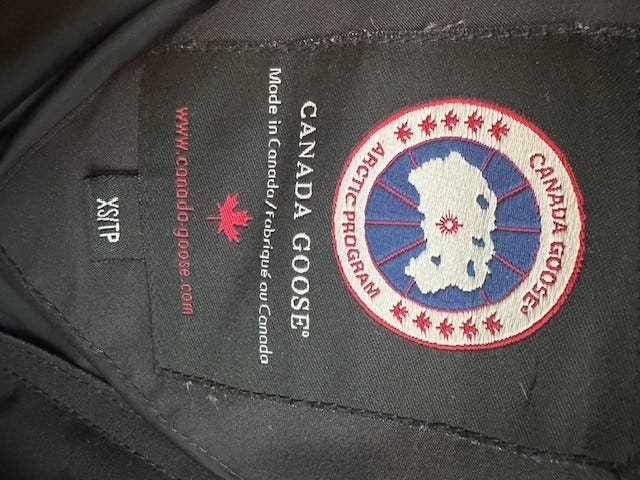 CANADA GOOSE®
ARCTIC PROGRAM
CANADA GOOSE®
Made in Canada/Fabriqué au Canada
www.canada-goose.com
XS/TP